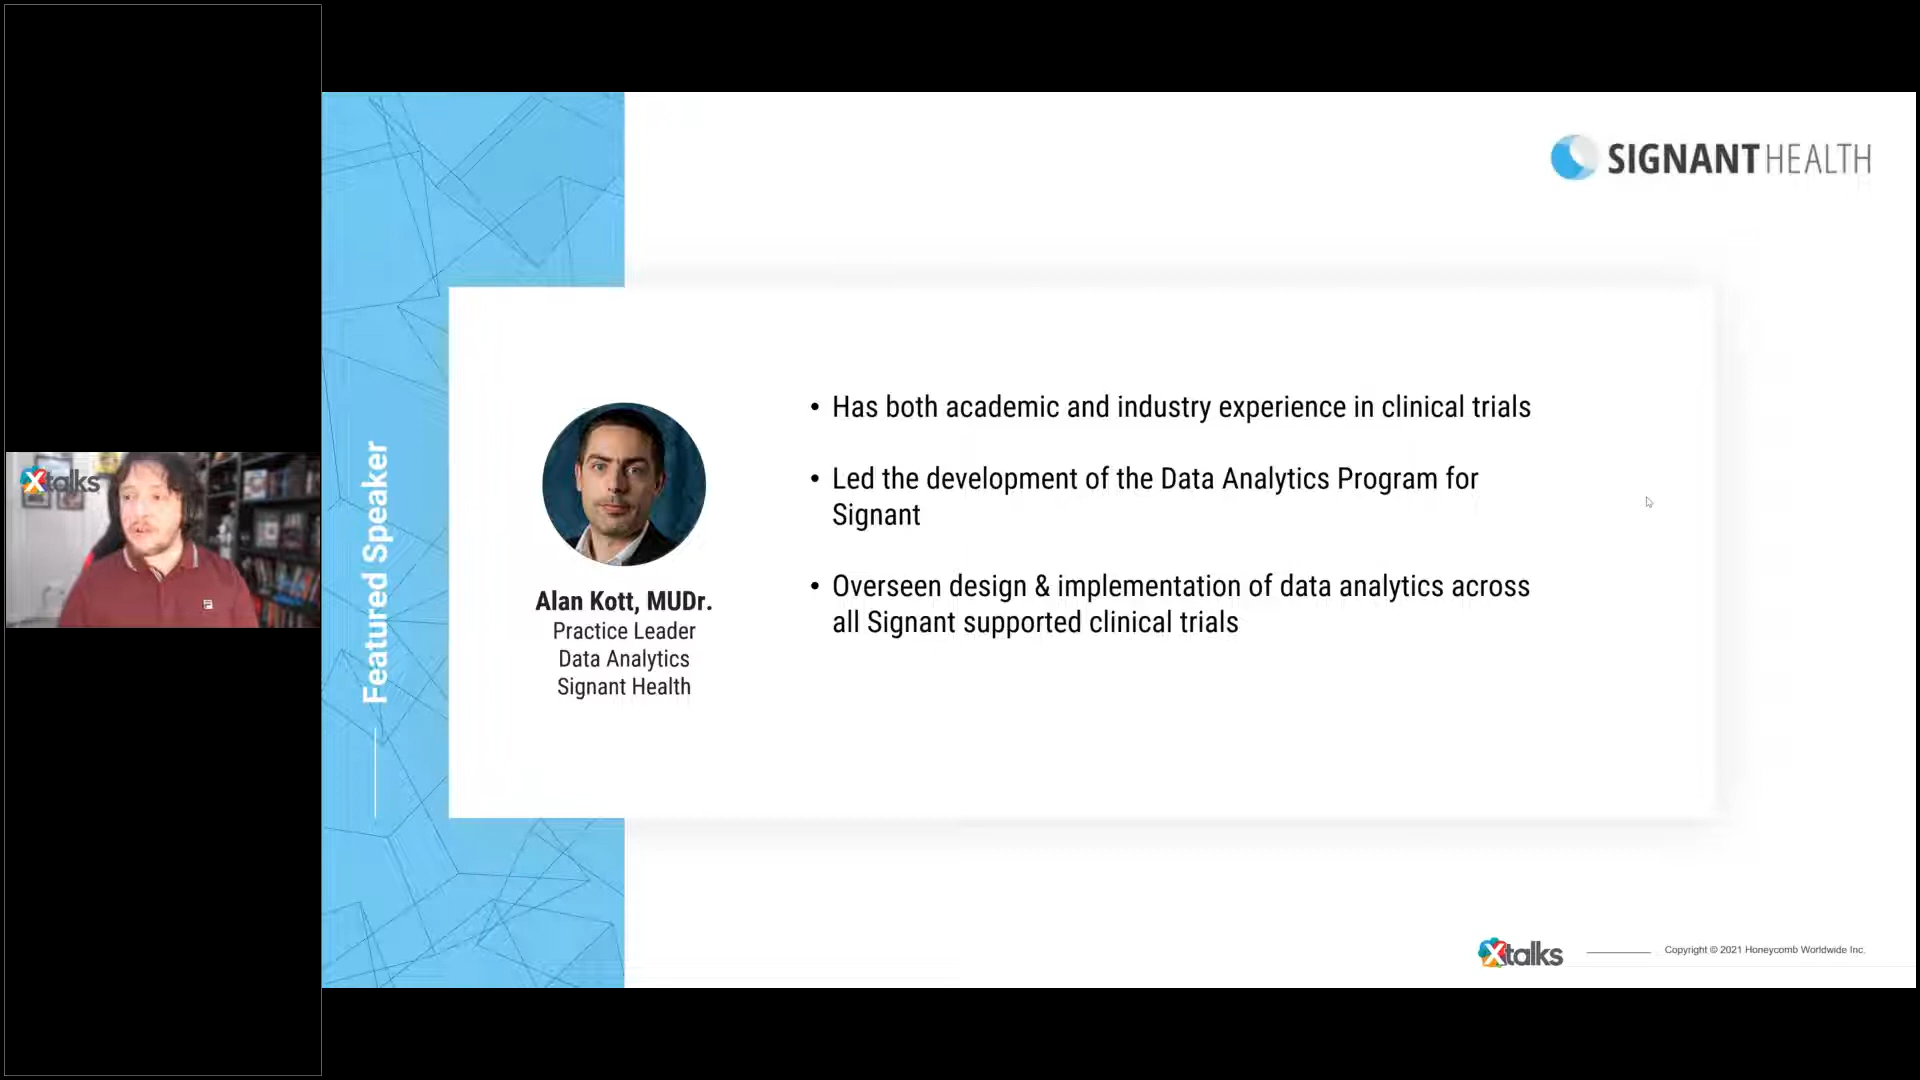 Xtalks
SIGNANT HEALTH
Featured Speaker
Alan Kott, MUDr.
Practice Leader
Data Analytics
Signant Health
• Has both academic and industry experience in clinical trials
• Led the development of the Data Analytics Program for
Signant
• Overseen design & implementation of data analytics across
all Signant supported clinical trials
Xtalks
Copyright © 2021 Honeycomb Worldwide Inc.